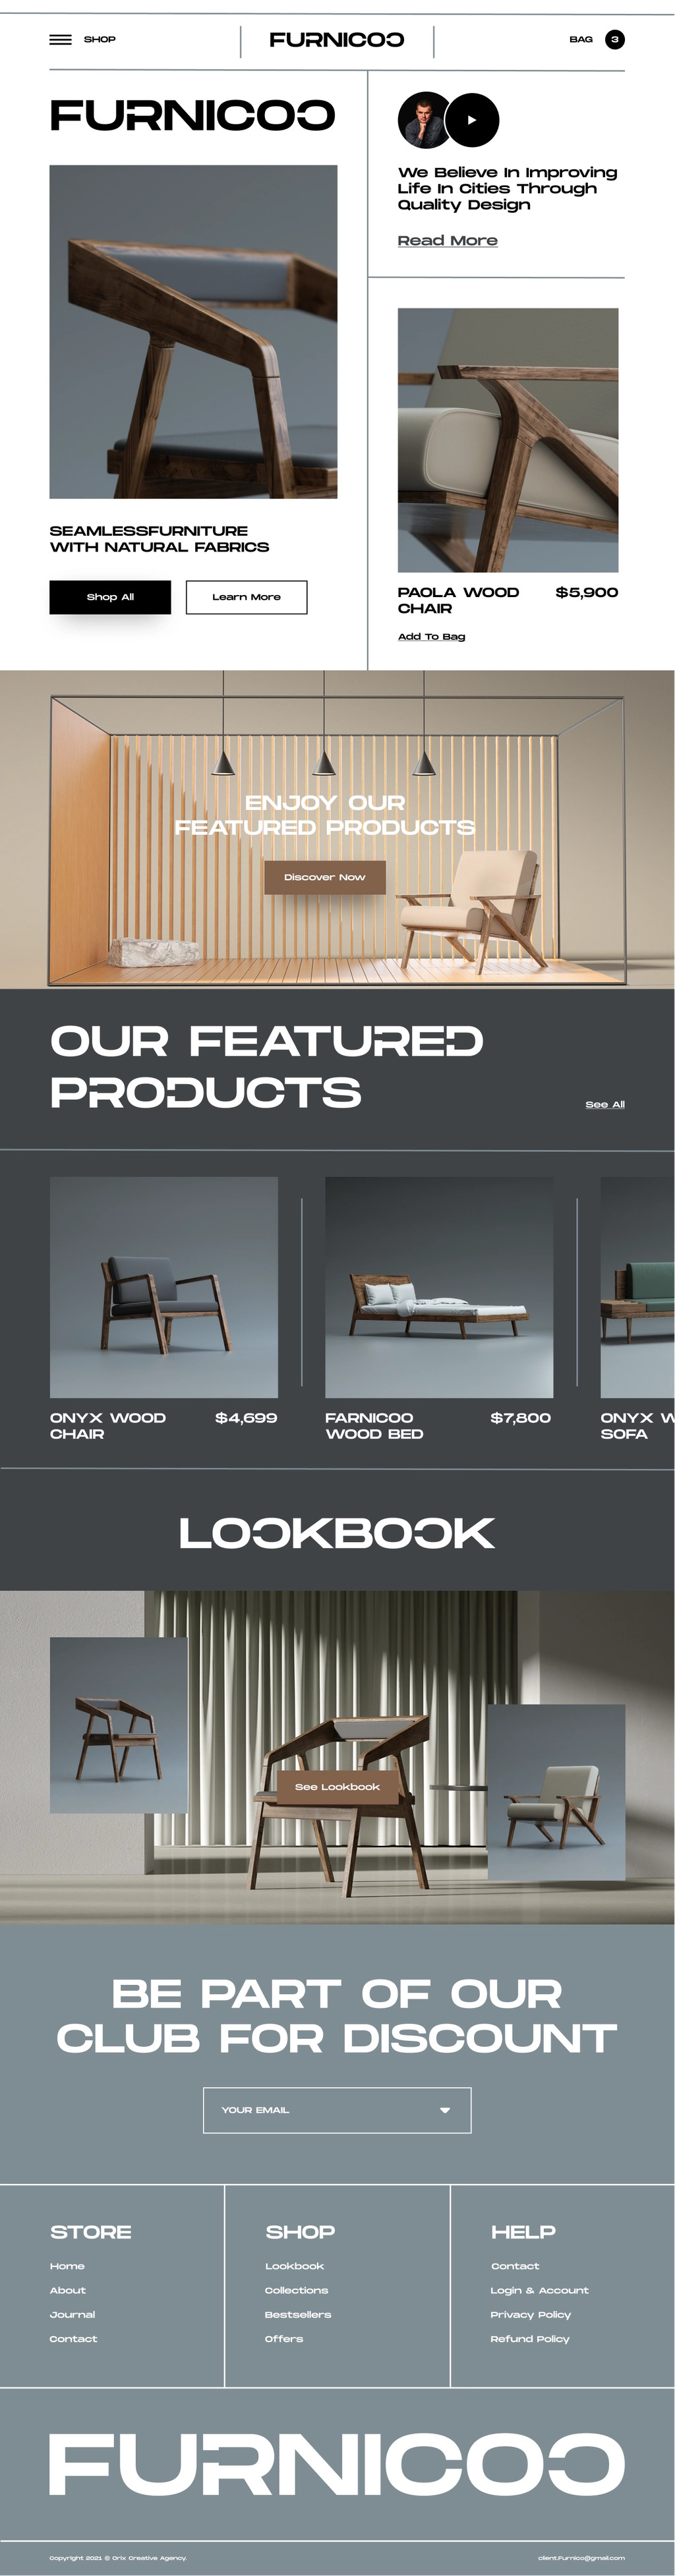 SHOP
FURNICOO
BAG
3
FURNICOO
We Believe In Improving
Life In Cities Through
Quality Design
Read More
SEAMLESSFURNITURE
WITH NATURAL FABRICS
Shop All
Learn More
PAOLA WOOD
CHAIR
$5,900
Add To Bag
ENJOY OUR
FEATURED PRODUCTS
Discover Now
OUR FEATURED
PRODUCTS
See All
ONYX WOOD
CHAIR
$4,699
FARNICOO
WOOD BED
$7,800
ONYX W
SOFA
LOOKBOOK
See Lookbook
BE PART OF OUR
CLUB FOR DISCOUNT
YOUR EMAIL
STORE
Home
About
Journal
Contact
SHOP
Lookbook
Collections
Bestsellers
Offers
HELP
Contact
Login & Account
Privacy Policy
Refund Policy
FURNICOO
Copyright 2021 © Orix Creative Agency.
client.Furnico@gmail.com